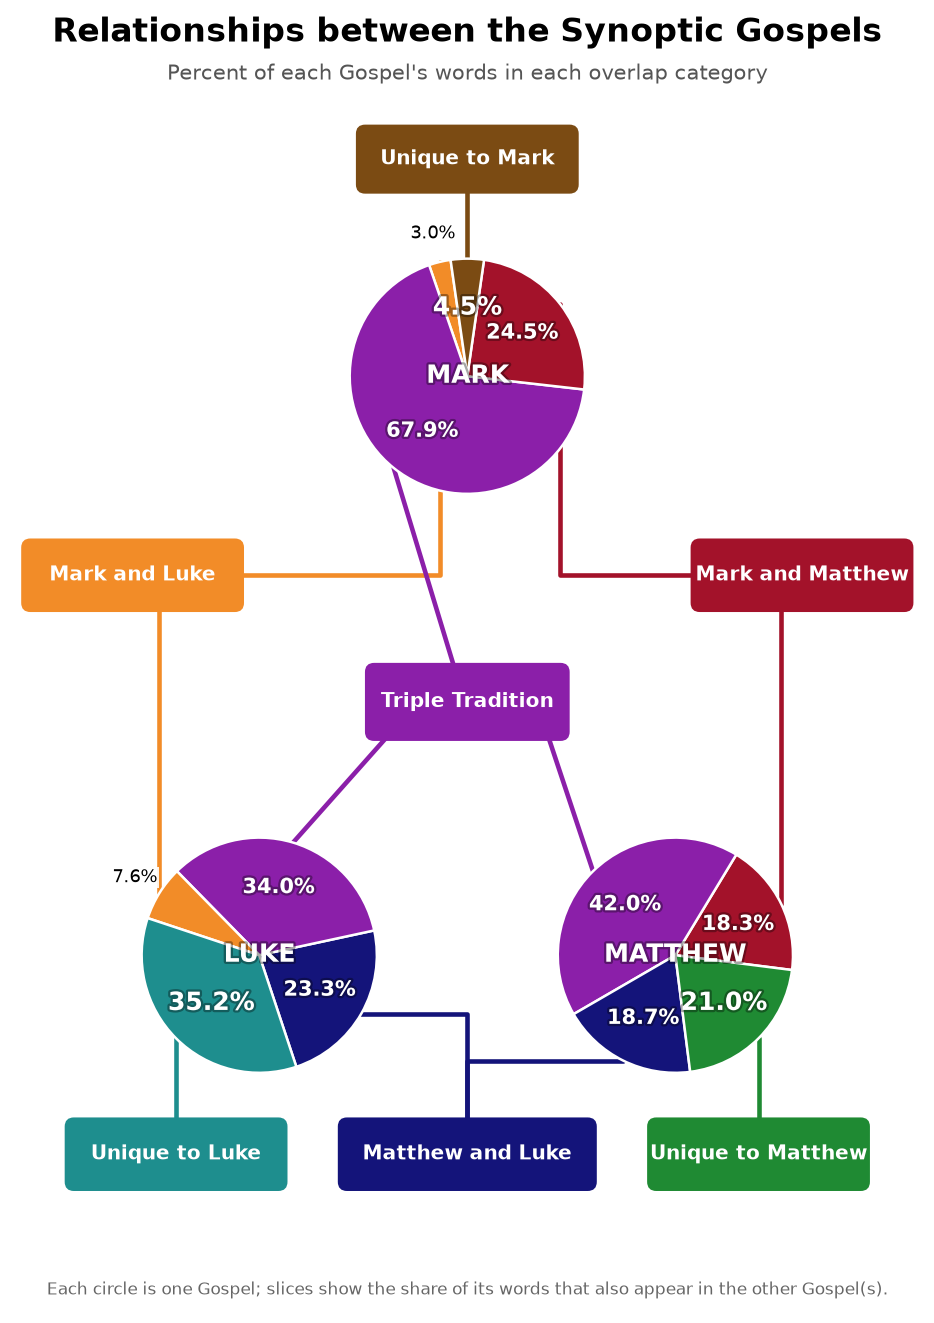 Relationships between the Synoptic Gospels
Percent of each Gospel's words in each overlap category
Unique to Mark
3.0%
4.5%
24.5%
MARK
67.9%
Mark and Luke
Mark and Matthew
Triple Tradition
7.6%
34.0%
LUKE
23.3%
35.2%
42.0%
18.3%
MATTHEW
18.7%
21.0%
Unique to Luke
Matthew and Luke
Unique to Matthew
Each circle is one Gospel; slices show the share of its words that also appear in the other Gospel(s).